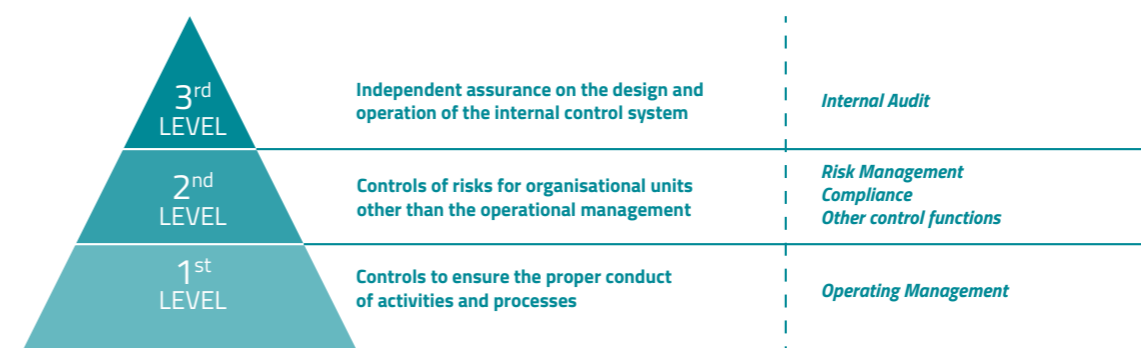 3rd
LEVEL
Independent assurance on the design and
operation of the internal control system
Internal Audit
2nd
LEVEL
Controls of risks for organisational units
other than the operational management
Risk Management
Compliance
Other control functions
1st
LEVEL
Controls to ensure the proper conduct
of activities and processes
Operating Management